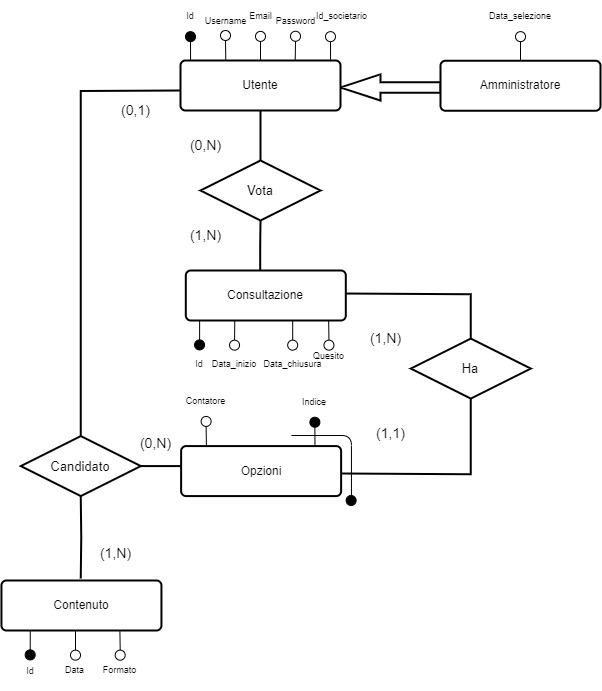 Id
Username
Email
Password
Id_societario
Data_selezione
Utente
Amministratore
(0,1)
(0,N)
Vota
(1,N)
Consultazione
Id
Data_inizio
Data_chiusura
Quesito
(1,N)
Ha
Contatore
Indice
(1,1)
(0,N)
Candidato
Opzioni
(1,N)
Contenuto
Id
Data
Formato